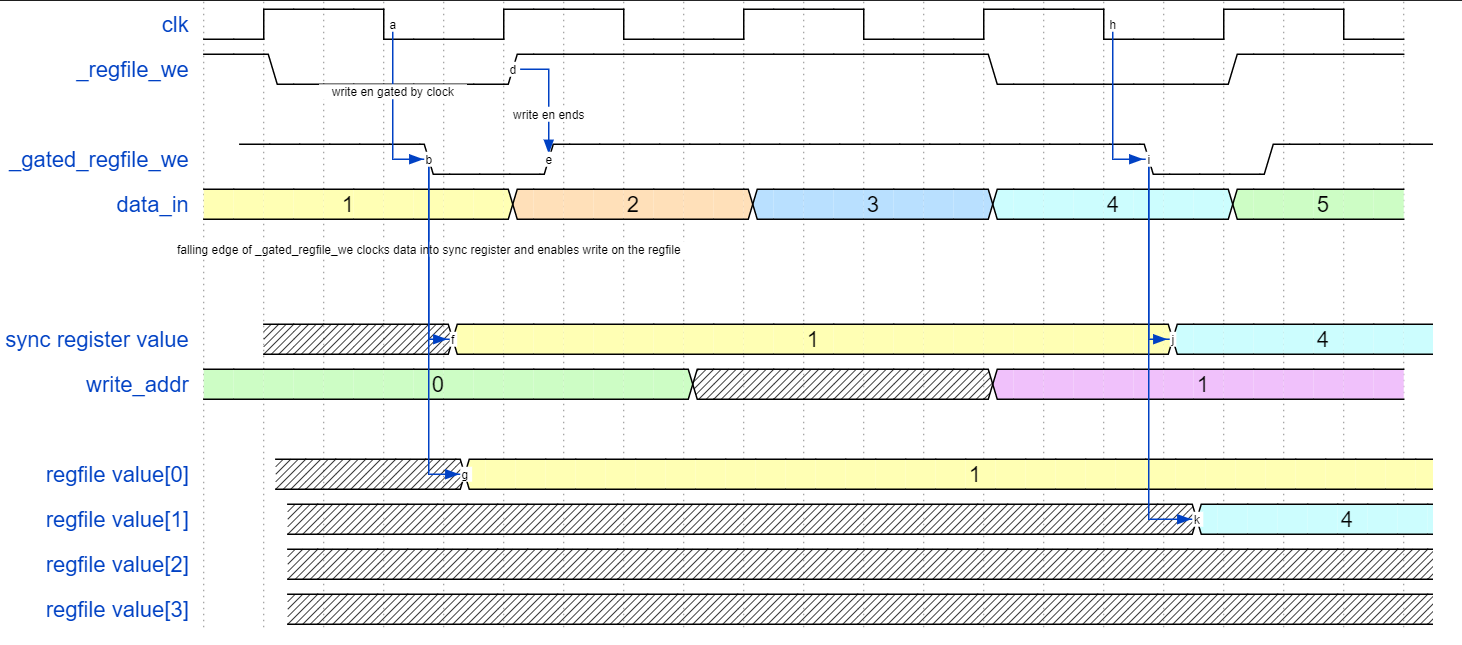 clk
a
h
_regfile_we
d
write en gated by clock
write en ends
_gated_regfile_we
b
e
i
data_in
1
2
3
4
5
falling edge of _gated_regfile_we clocks data into sync register and enables write on the regfile
sync register value
f
1
j
4
write_addr
0
1
regfile value[0]
g
1
regfile value[1]
k
4
regfile value[2]
regfile value[3]